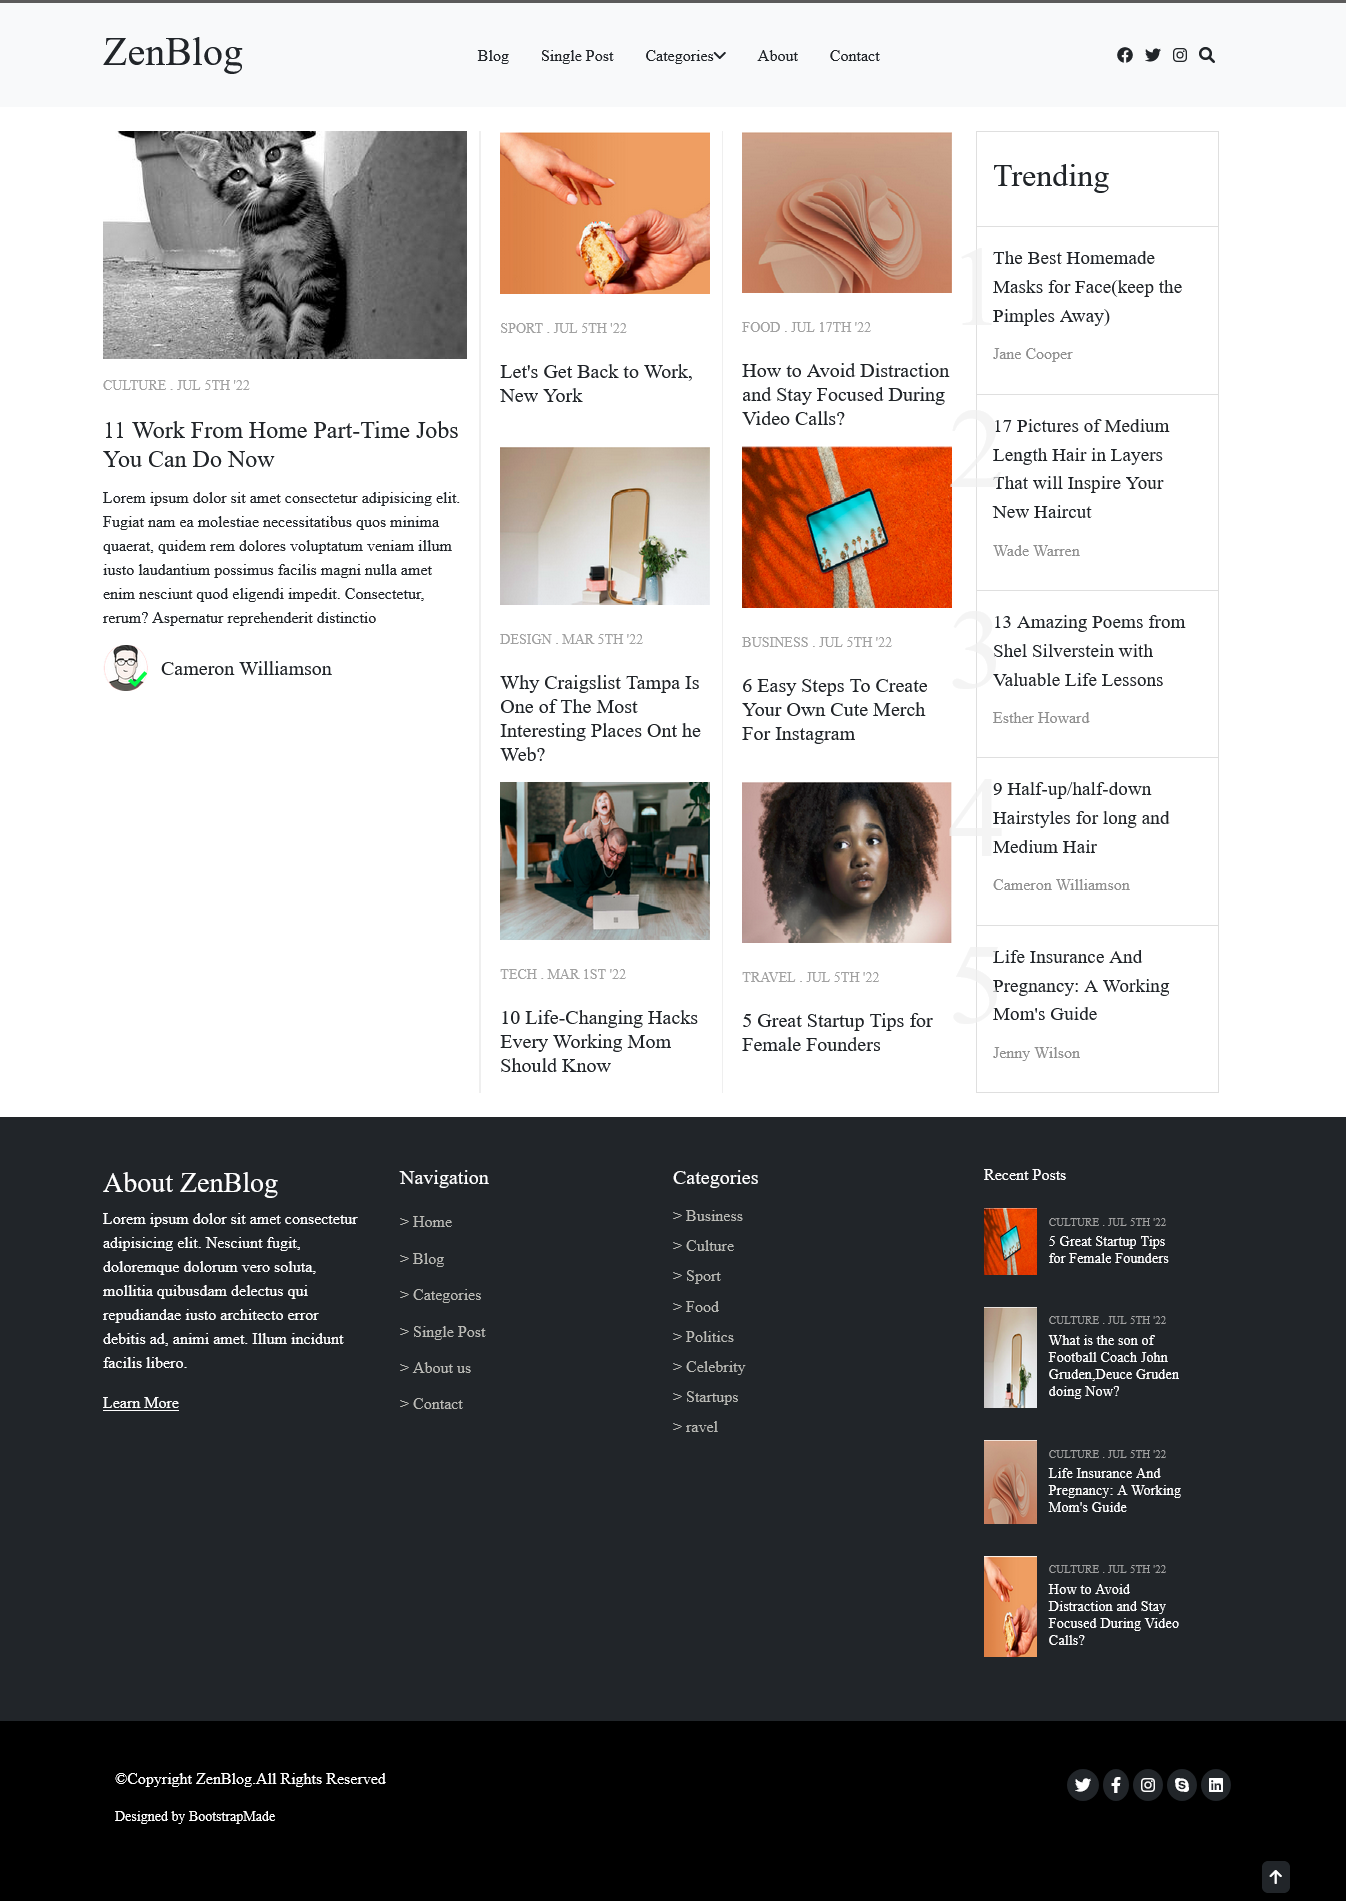 ZenBlog
Blog
Single Post
Categories
About
Contact
CULTURE . JUL 5TH '22
11 Work From Home Part-Time Jobs
You Can Do Now
Lorem ipsum dolor sit amet consectetur adipisicing elit.
Fugiat nam ea molestiae necessitatibus quos minima
quaerat, quidem rem dolores voluptatum veniam illum
iusto laudantium possimus facilis magni nulla amet
enim nesciunt quod eligendi impedit. Consectetur,
rerum? Aspernatur reprehenderit distinctio
Cameron Williamson
SPORT . JUL 5TH '22
Let's Get Back to Work,
New York
DESIGN . MAR 5TH '22
Why Craigslist Tampa Is
One of The Most
Interesting Places Ont he
Web?
TECH . MAR 1ST '22
10 Life-Changing Hacks
Every Working Mom
Should Know
FOOD . JUL 17TH '22
How to Avoid Distraction
and Stay Focused During
Video Calls?
BUSINESS . JUL 5TH '22
6 Easy Steps To Create
Your Own Cute Merch
For Instagram
TRAVEL . JUL 5TH '22
5 Great Startup Tips for
Female Founders
Trending
1
The Best Homemade
Masks for Face(keep the
Pimples Away)
Jane Cooper
2
17 Pictures of Medium
Length Hair in Layers
That will Inspire Your
New Haircut
Wade Warren
3
13 Amazing Poems from
Shel Silverstein with
Valuable Life Lessons
Esther Howard
4
9 Half-up/half-down
Hairstyles for long and
Medium Hair
Cameron Williamson
5
Life Insurance And
Pregnancy: A Working
Mom's Guide
Jenny Wilson
About ZenBlog
Lorem ipsum dolor sit amet consectetur
adipisicing elit. Nesciunt fugit,
doloremque dolorum vero soluta,
mollitia quibusdam delectus qui
repudiandae iusto architecto error
debitis ad, animi amet. Illum incidunt
facilis libero.
Learn More
Navigation
> Home
> Blog
> Categories
> Single Post
> About us
> Contact
Categories
> Business
> Culture
> Sport
> Food
> Politics
> Celebrity
> Startups
> ravel
Recent Posts
CULTURE . JUL 5TH '22
5 Great Startup Tips
for Female Founders
CULTURE . JUL 5TH '22
What is the son of
Football Coach John
Gruden,Deuce Gruden
doing Now?
CULTURE . JUL 5TH '22
Life Insurance And
Pregnancy: A Working
Mom's Guide
CULTURE . JUL 5TH '22
How to Avoid
Distraction and Stay
Focused During Video
Calls?
©Copyright ZenBlog.All Rights Reserved
Designed by BootstrapMade